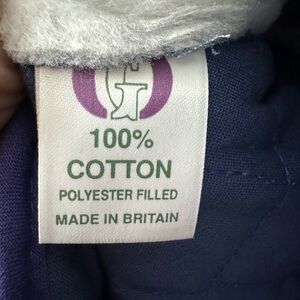 100%
COTTON
POLYESTER FILLED
MADE IN BRITAIN